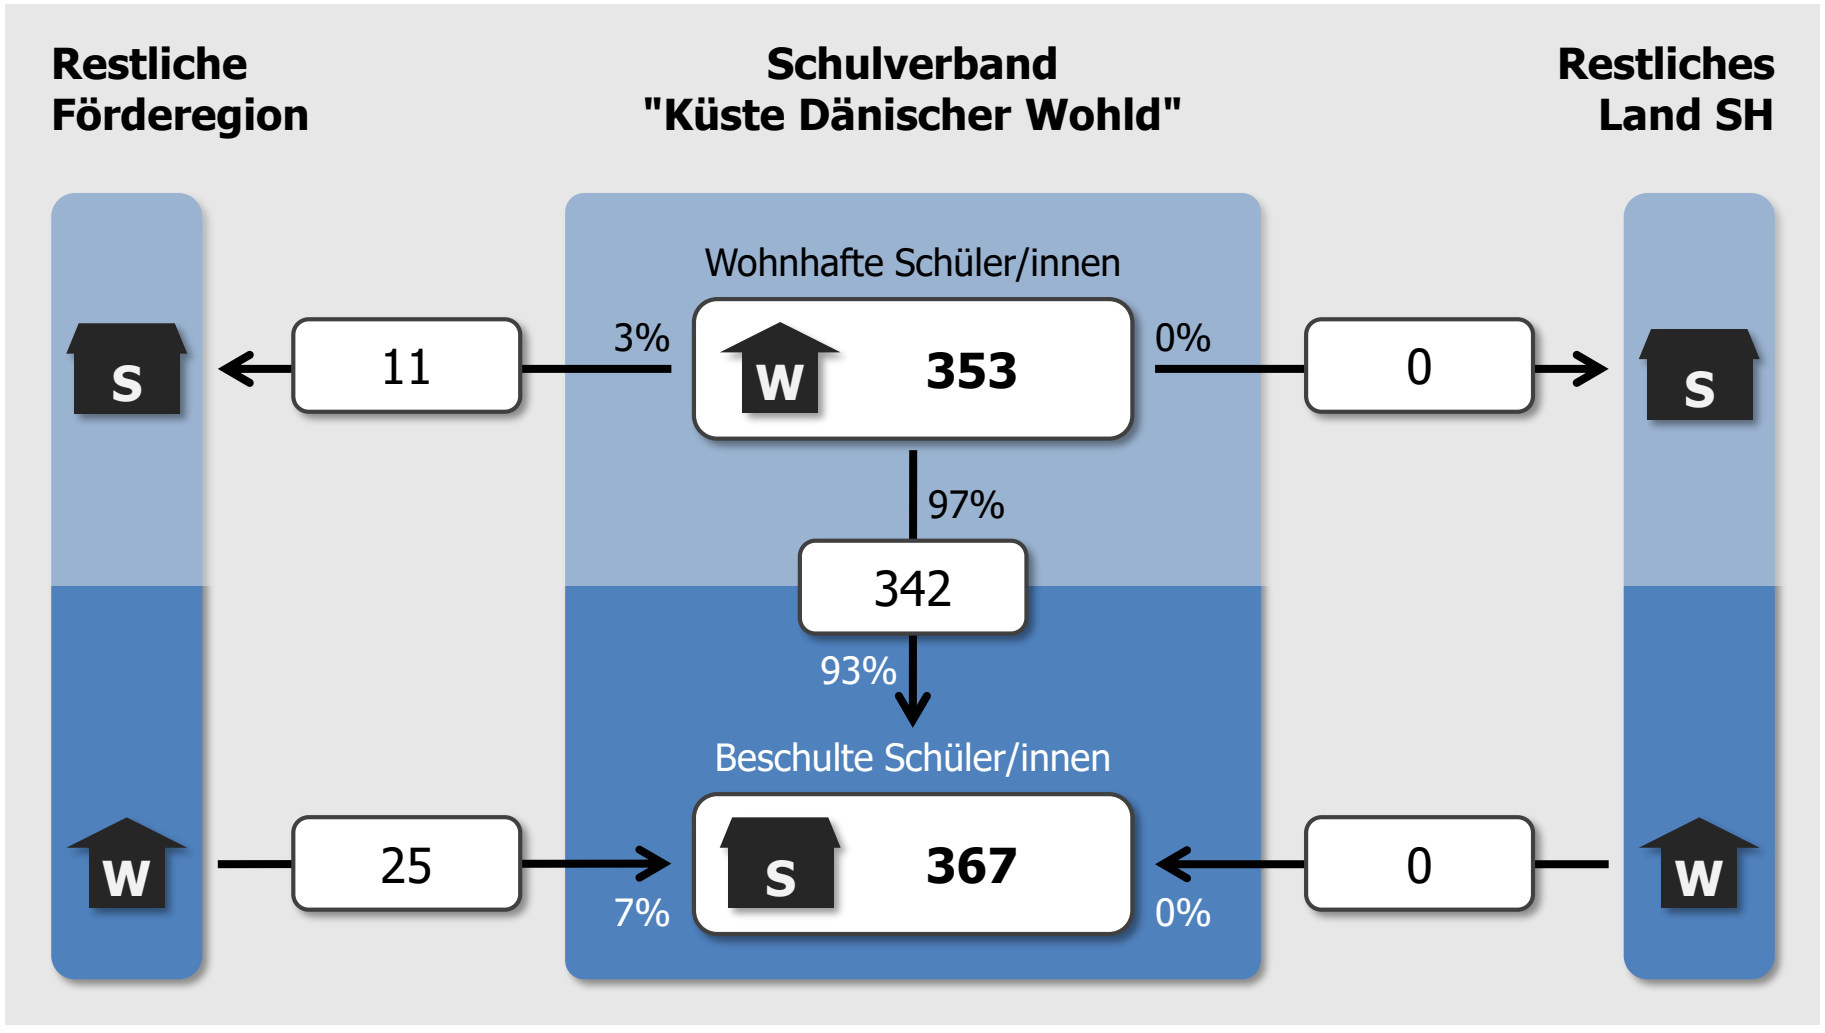 Restliche
Förderegion
Schulverband
"Küste Dänischer Wohld"
Restliches
Land SH
Wohnhafte Schüler/innen
S
11
3%
W
353
0%
0
S
97%
342
93%
Beschulte Schüler/innen
W
25
7%
S
367
0%
0
W